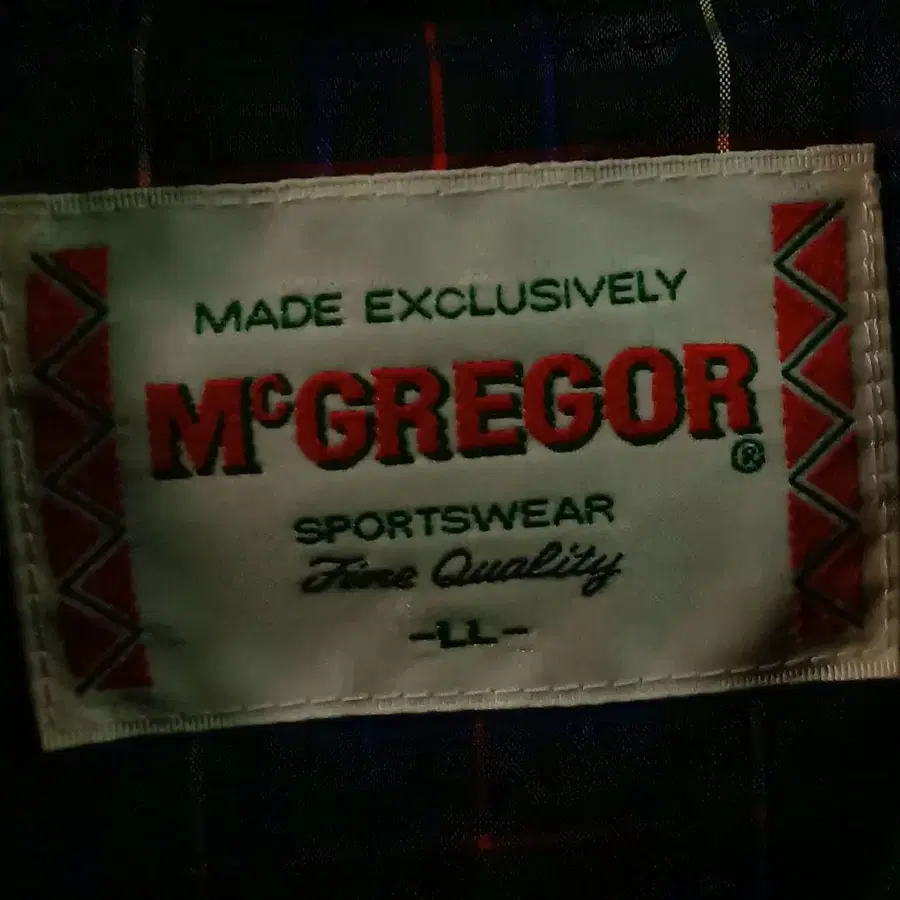 MADE EXCLUSIVELY
McGREGOR®
SPORTSWEAR
Fine Quality
-LL-